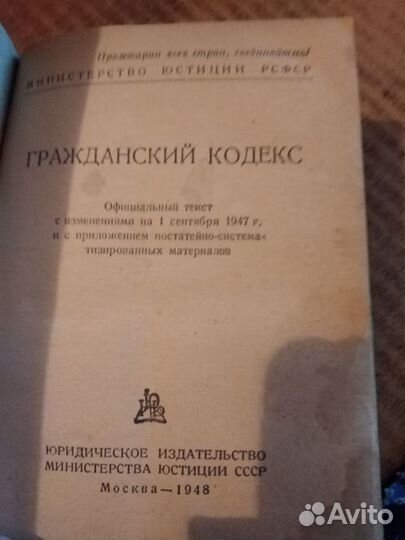 Пролетарии всех стран, соединяйтесь!
МИНИСТЕРСТВО ЮСТИЦИИ РСФСР
ГРАЖДАНСКИЙ КОДЕКС
Официальный текст
с изменениями на 1 сентября 1947 г.
и с приложением постатейно-система-
тизированных материалов
ЮРИДИЧЕСКОЕ ИЗДАТЕЛЬСТВО
МИНИСТЕРСТВА ЮСТИЦИИ СССР
Москва—1948
Avito